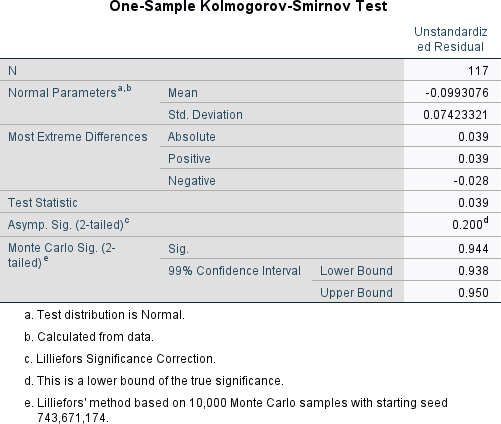 One-Sample Kolmogorov-Smirnov Test
Unstandardiz
ed Residual
N 117
Normal Parameters a,b Mean -0.0993076
Std. Deviation 0.07423321
Most Extreme Differences Absolute 0.039
Positive 0.039
Negative -0.028
Test Statistic 0.039
Asymp. Sig. (2-tailed) c 0.200 d
Monte Carlo Sig. (2-
tailed) e Sig. 0.944
99% Confidence Interval Lower Bound 0.938
Upper Bound 0.950
a. Test distribution is Normal.
b. Calculated from data.
c. Lilliefors Significance Correction.
d. This is a lower bound of the true significance.
e. Lilliefors' method based on 10,000 Monte Carlo samples with starting seed
743,671,174.